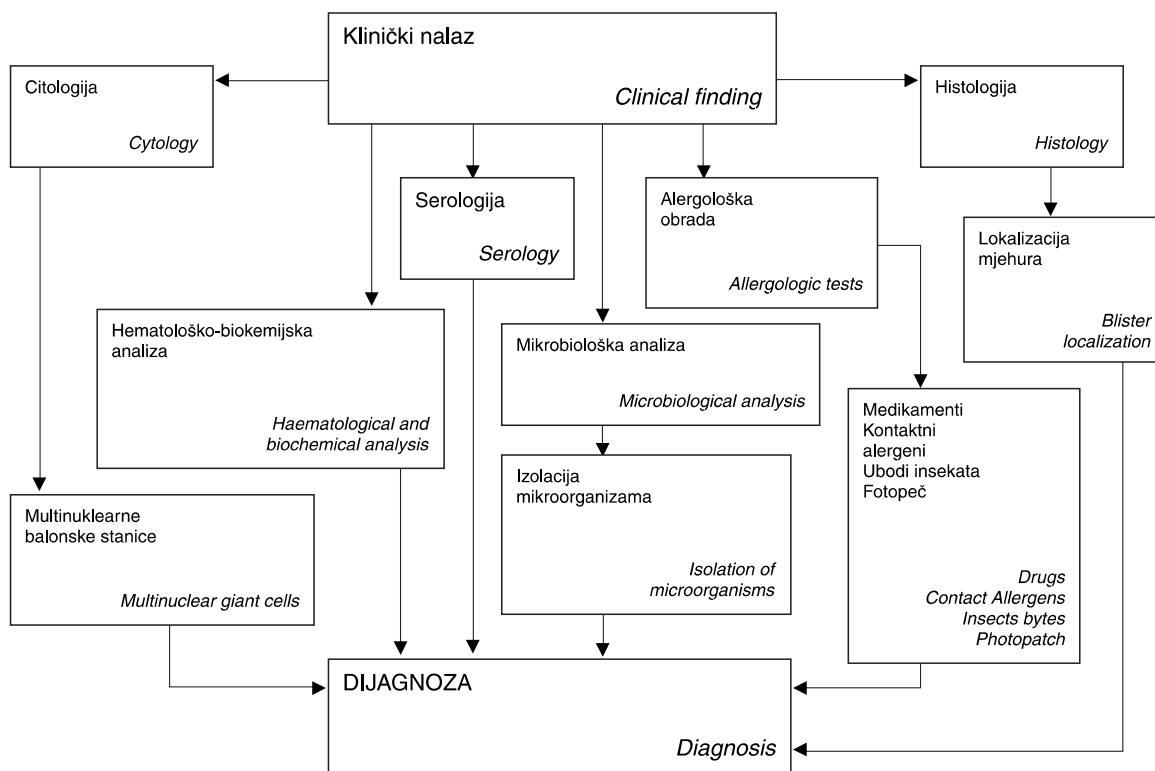 Klinički nalaz
Clinical finding
Citologija
Cytology
Histologija
Histology
Serologija
Serology
Alergološka
obrada
Allergologic tests
Lokalizacija
mjehura
Blister
localization
Hematološko-biokemijska
analiza
Haematological and
biochemical analysis
Mikrobiološka analiza
Microbiological analysis
Medikamenti
Kontaktni
alergeni
Ubodi insekata
Fotopeč
Drugs
Contact Allergens
Insects bytes
Photopatch
Izolacija
mikroorganizama
Isolation of
microorganisms
Multinuklearne
balonske stanice
Multinuclear giant cells
DIJAGNOZA
Diagnosis